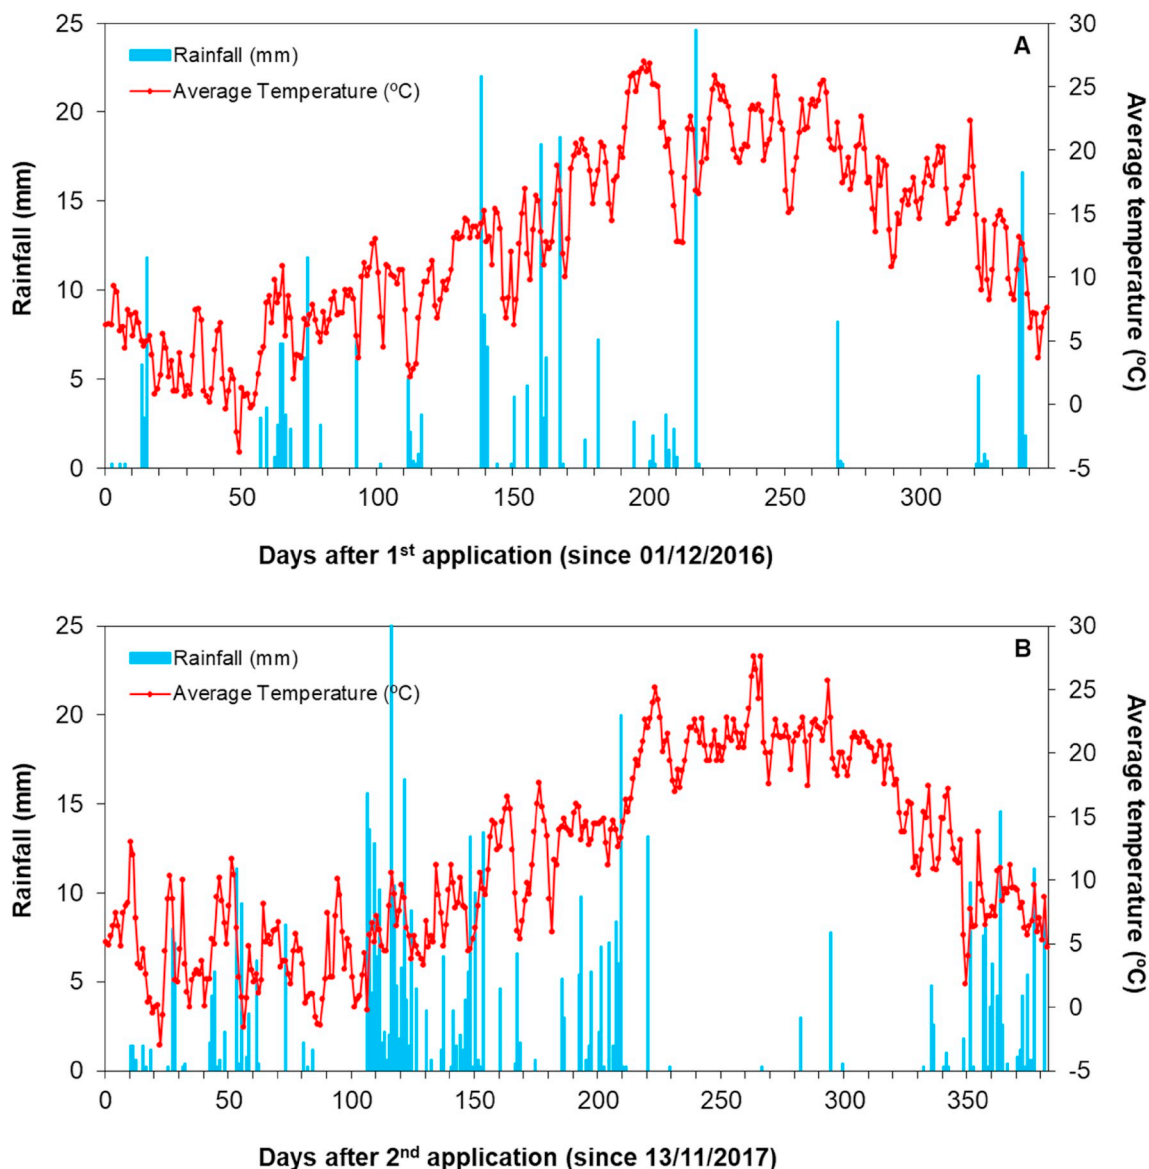 25
20
15
10
5
0
Rainfall (mm)
Rainfall (mm)
Average Temperature (ºC)
A
30
25
20
15
10
5
0
-5
Average temperature (ºC)
0 50 100 150 200 250 300
Days after 1st application (since 01/12/2016)
25
20
15
10
5
0
Rainfall (mm)
Rainfall (mm)
Average Temperature (ºC)
B
30
25
20
15
10
5
0
-5
Average temperature (ºC)
0 50 100 150 200 250 300 350
Days after 2nd application (since 13/11/2017)